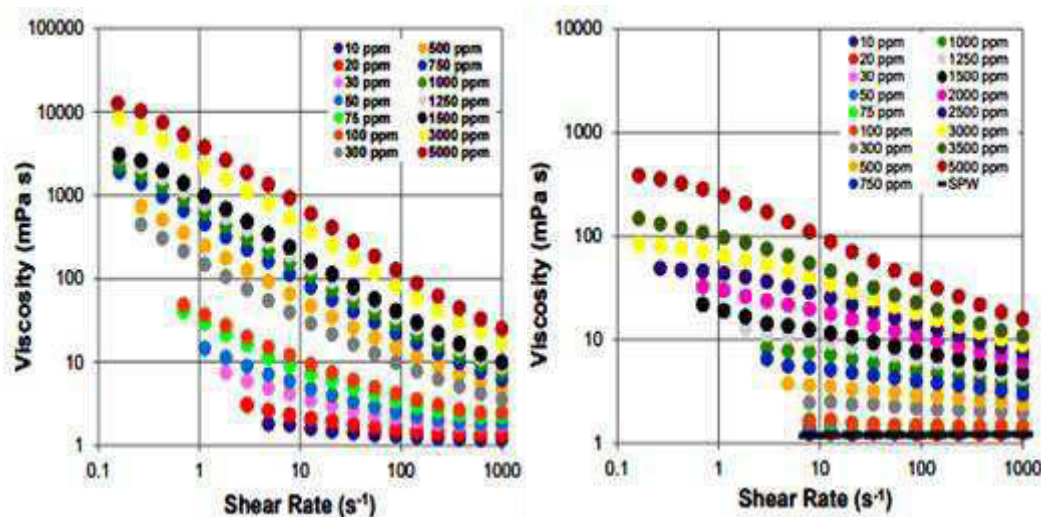 100000
10000
1000
100
10
1
Viscosity (mPa s)
10 ppm 500 ppm
20 ppm 750 ppm
30 ppm 1000 ppm
50 ppm 1250 ppm
75 ppm 1500 ppm
100 ppm 3000 ppm
300 ppm 5000 ppm
0.1 1 10 100 1000
Shear Rate (s-1)
10000
1000
100
10
1
Viscosity (mPa s)
10 ppm 1000 ppm
20 ppm 1250 ppm
30 ppm 1500 ppm
50 ppm 2000 ppm
75 ppm 2500 ppm
100 ppm 3000 ppm
300 ppm 3500 ppm
500 ppm 5000 ppm
750 ppm SPW
0.1 1 10 100 1000
Shear Rate (s-1)